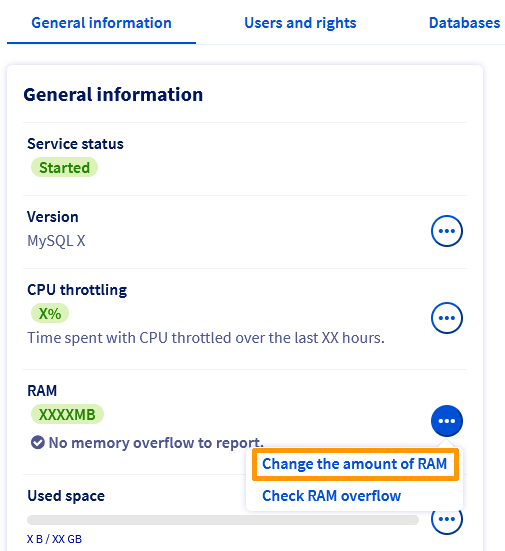 General information Users and rights Databases
General information
Service status
Started
Version
MySQL X
CPU throttling
X%
Time spent with CPU throttled over the last XX hours.
RAM
XXXXMB
No memory overflow to report.
Change the amount of RAM
Check RAM overflow
Used space
X B / XX GB